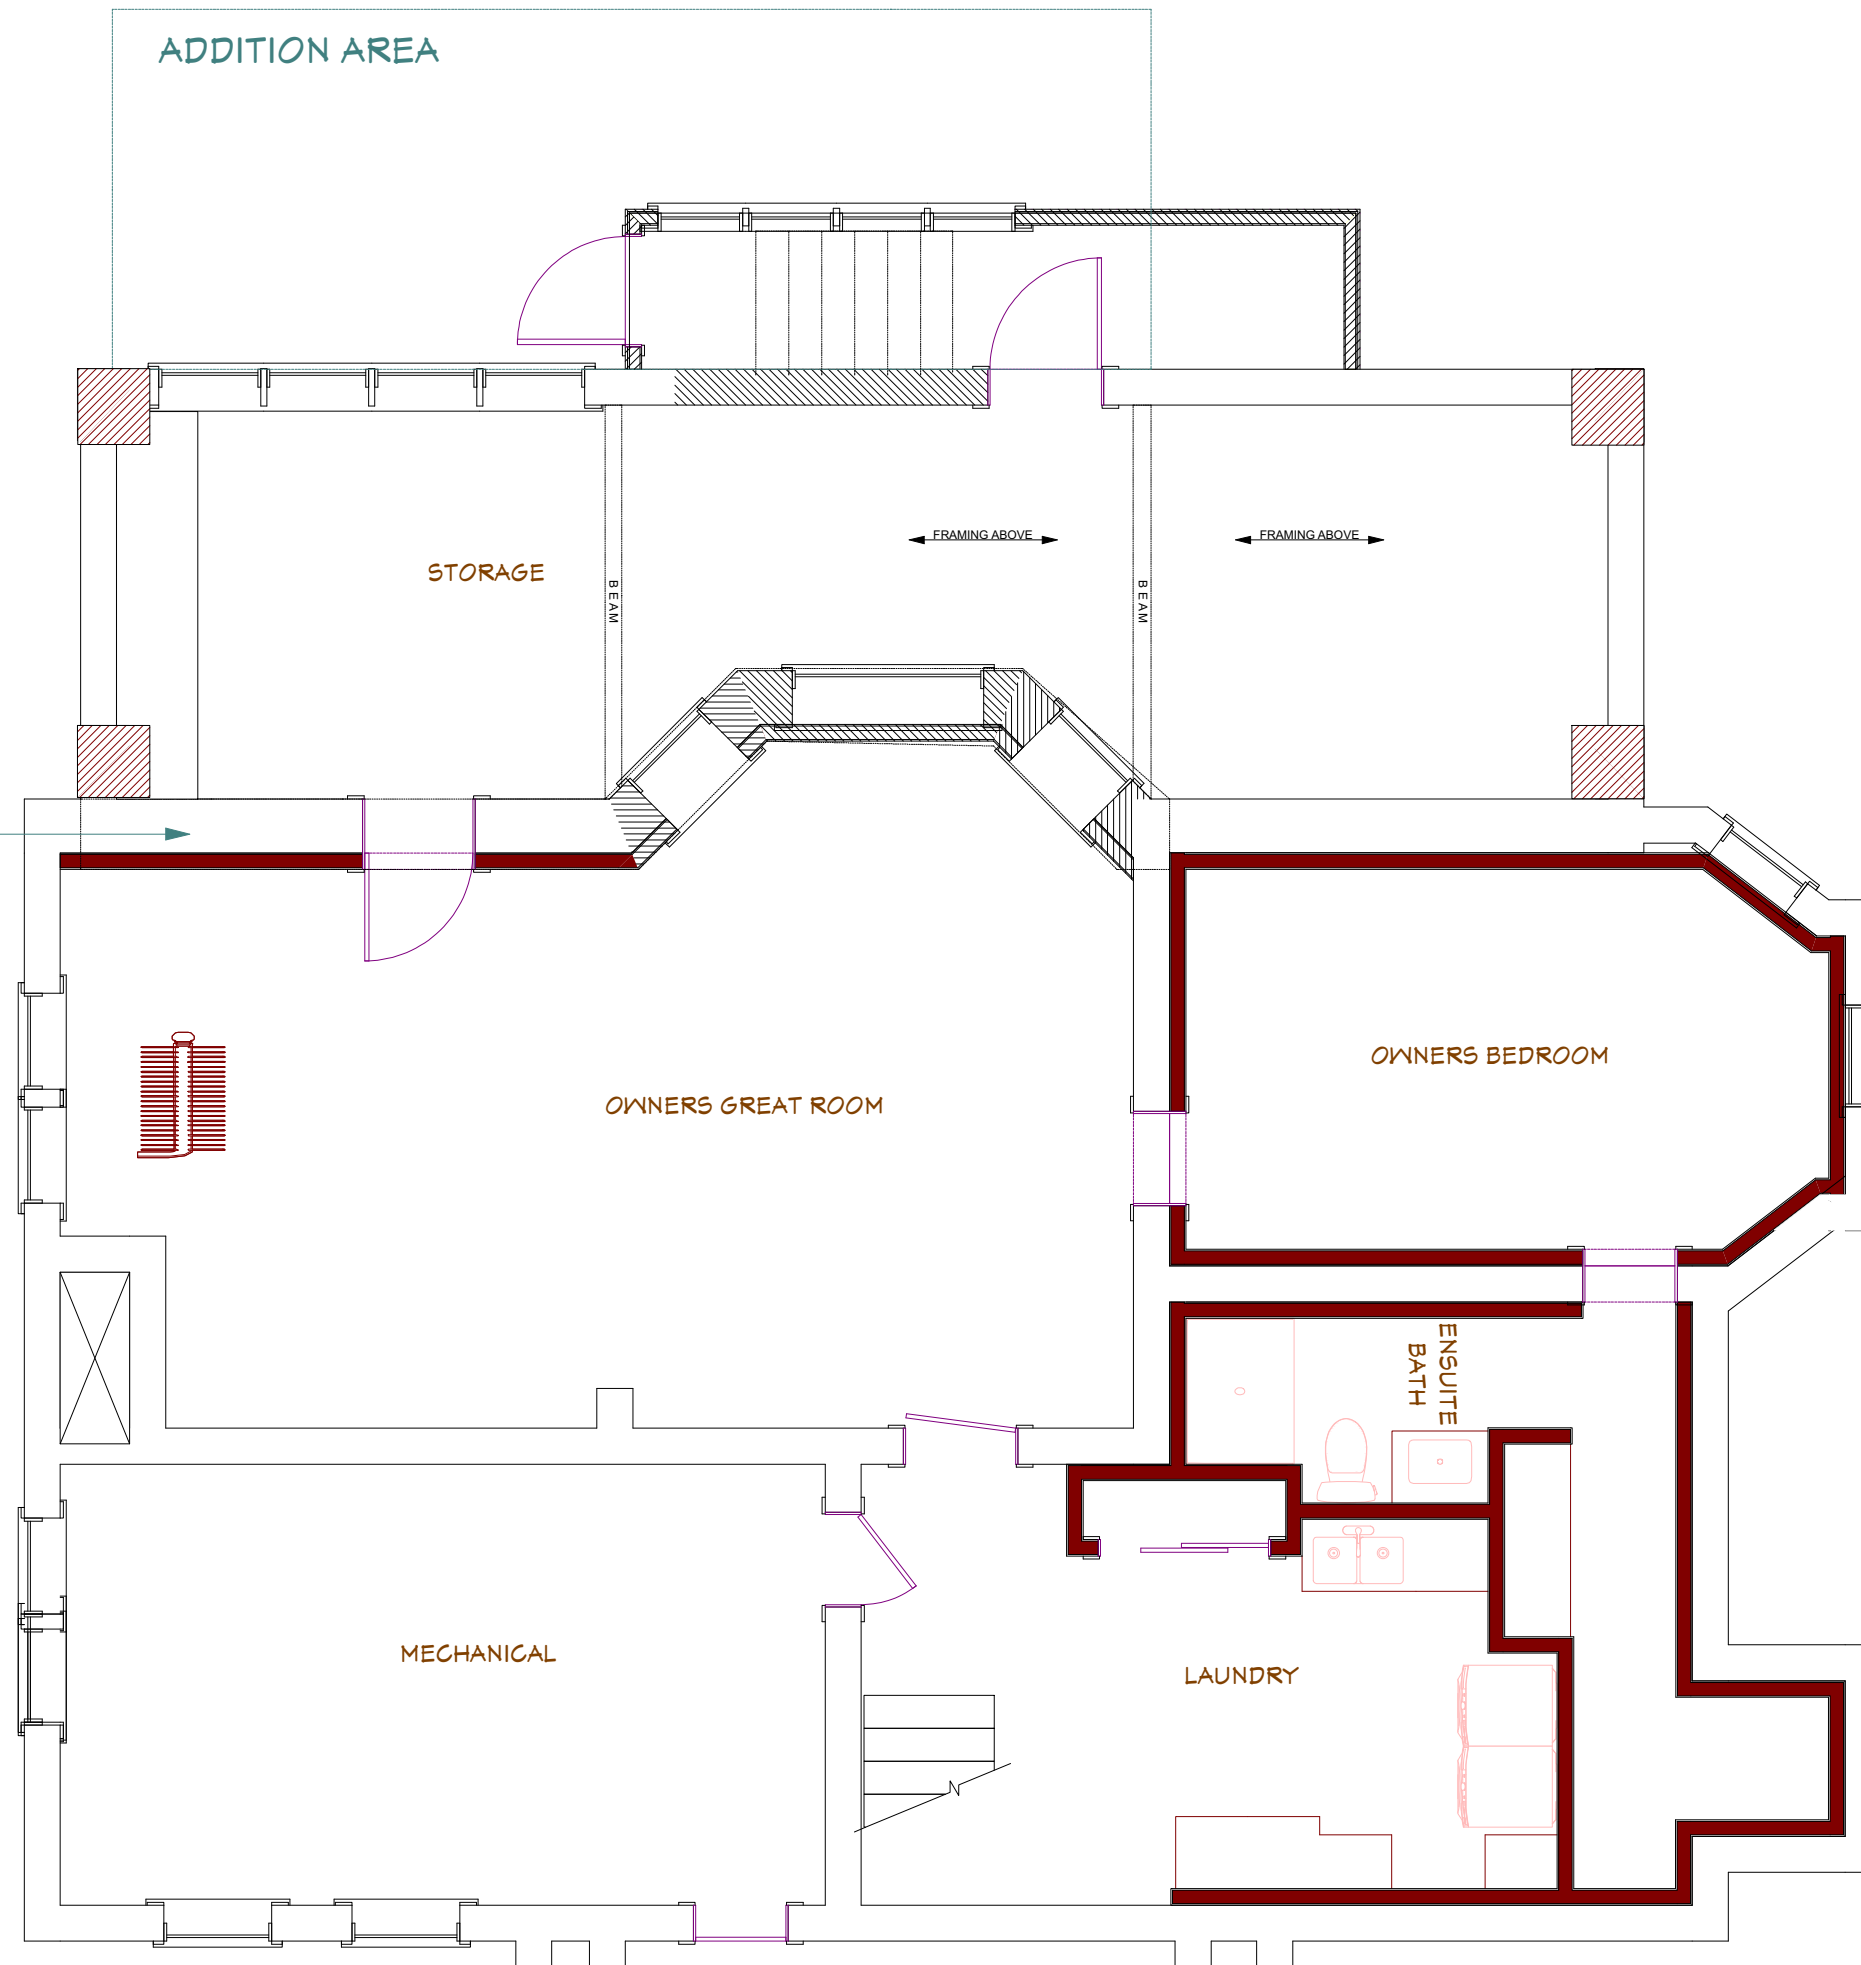 ADDITION AREA
FRAMING ABOVE
FRAMING ABOVE
STORAGE
BEAM
BEAM
OWNERS BEDROOM
OWNERS GREAT ROOM
ENSUITE
BATH
MECHANICAL
LAUNDRY